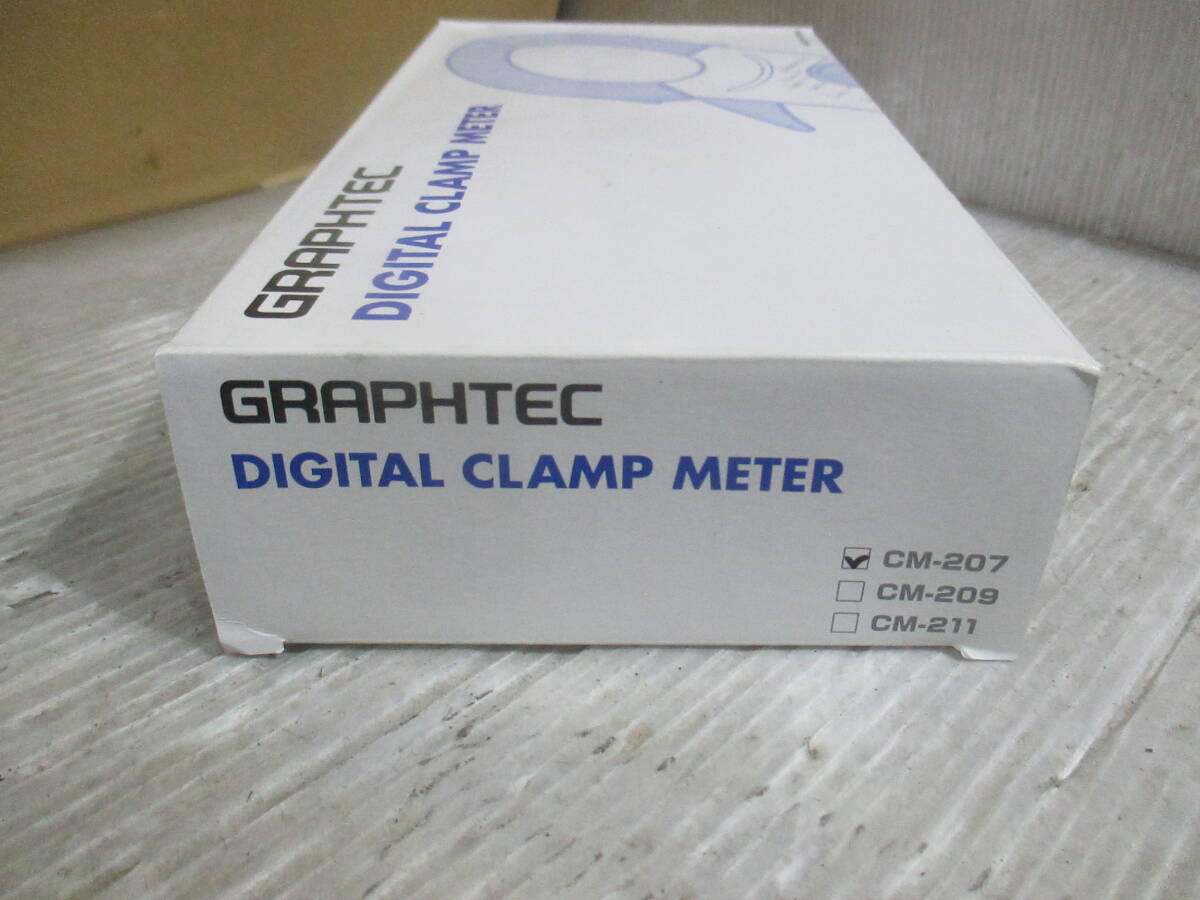 GRAPHTEC
DIGITAL CLAMP METER
GRAPHTEC
DIGITAL CLAMP METER
CM-207
CM-209
CM-211